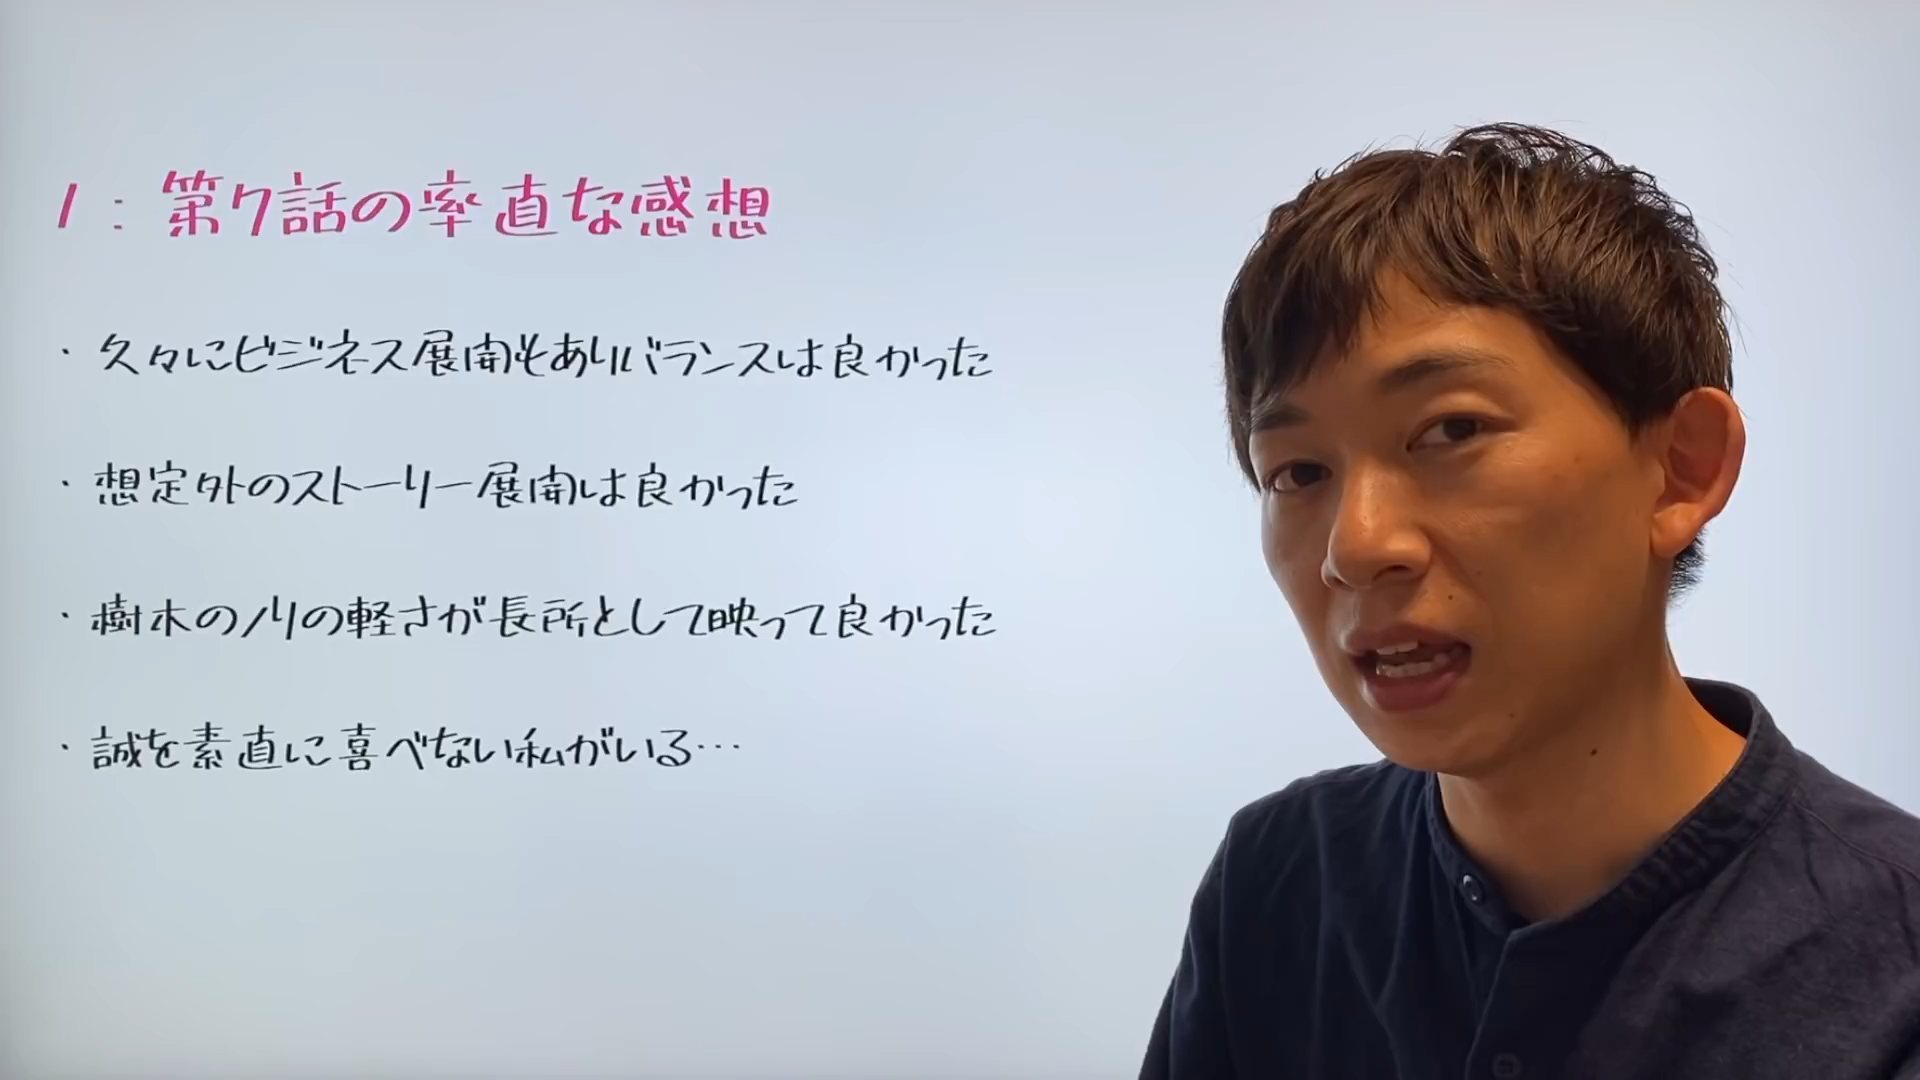 1：第7話の率直な感想
・久々にビジネス展開もありバランスは良かった
・想定外のストーリー展開は良かった
・樹木のノリの軽さが長所として映って良かった
・誠を素直に喜べない私がいる…